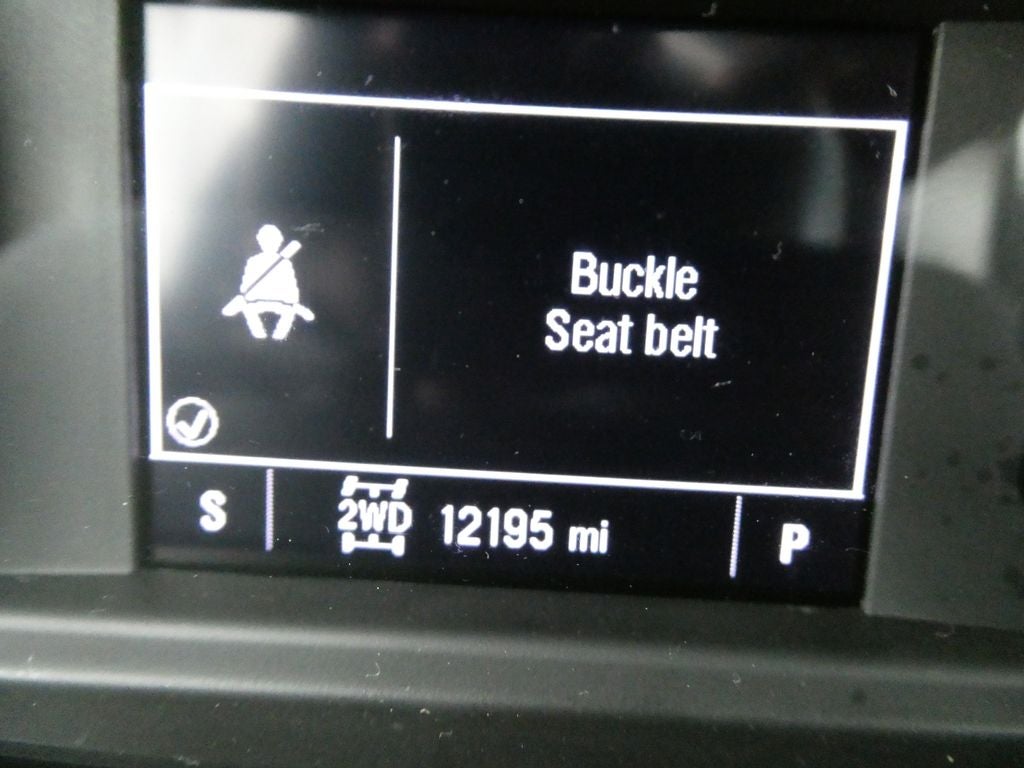 Buckle
Seat belt
S
2WD
12195 mi
P